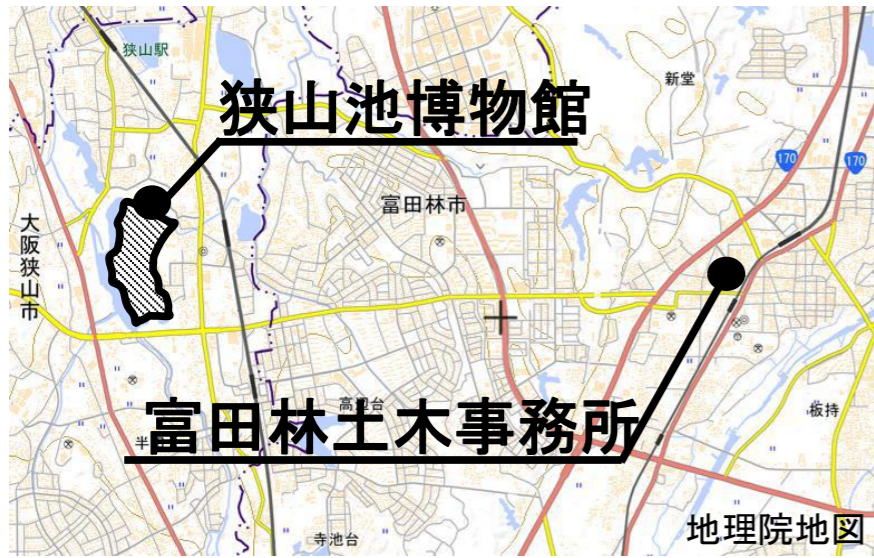 狭山駅
狭山池博物館
新堂
170
170
富田林市
大阪狭山市
高辺台
富田林土木事務所
板持
半
寺池台
地理院地図